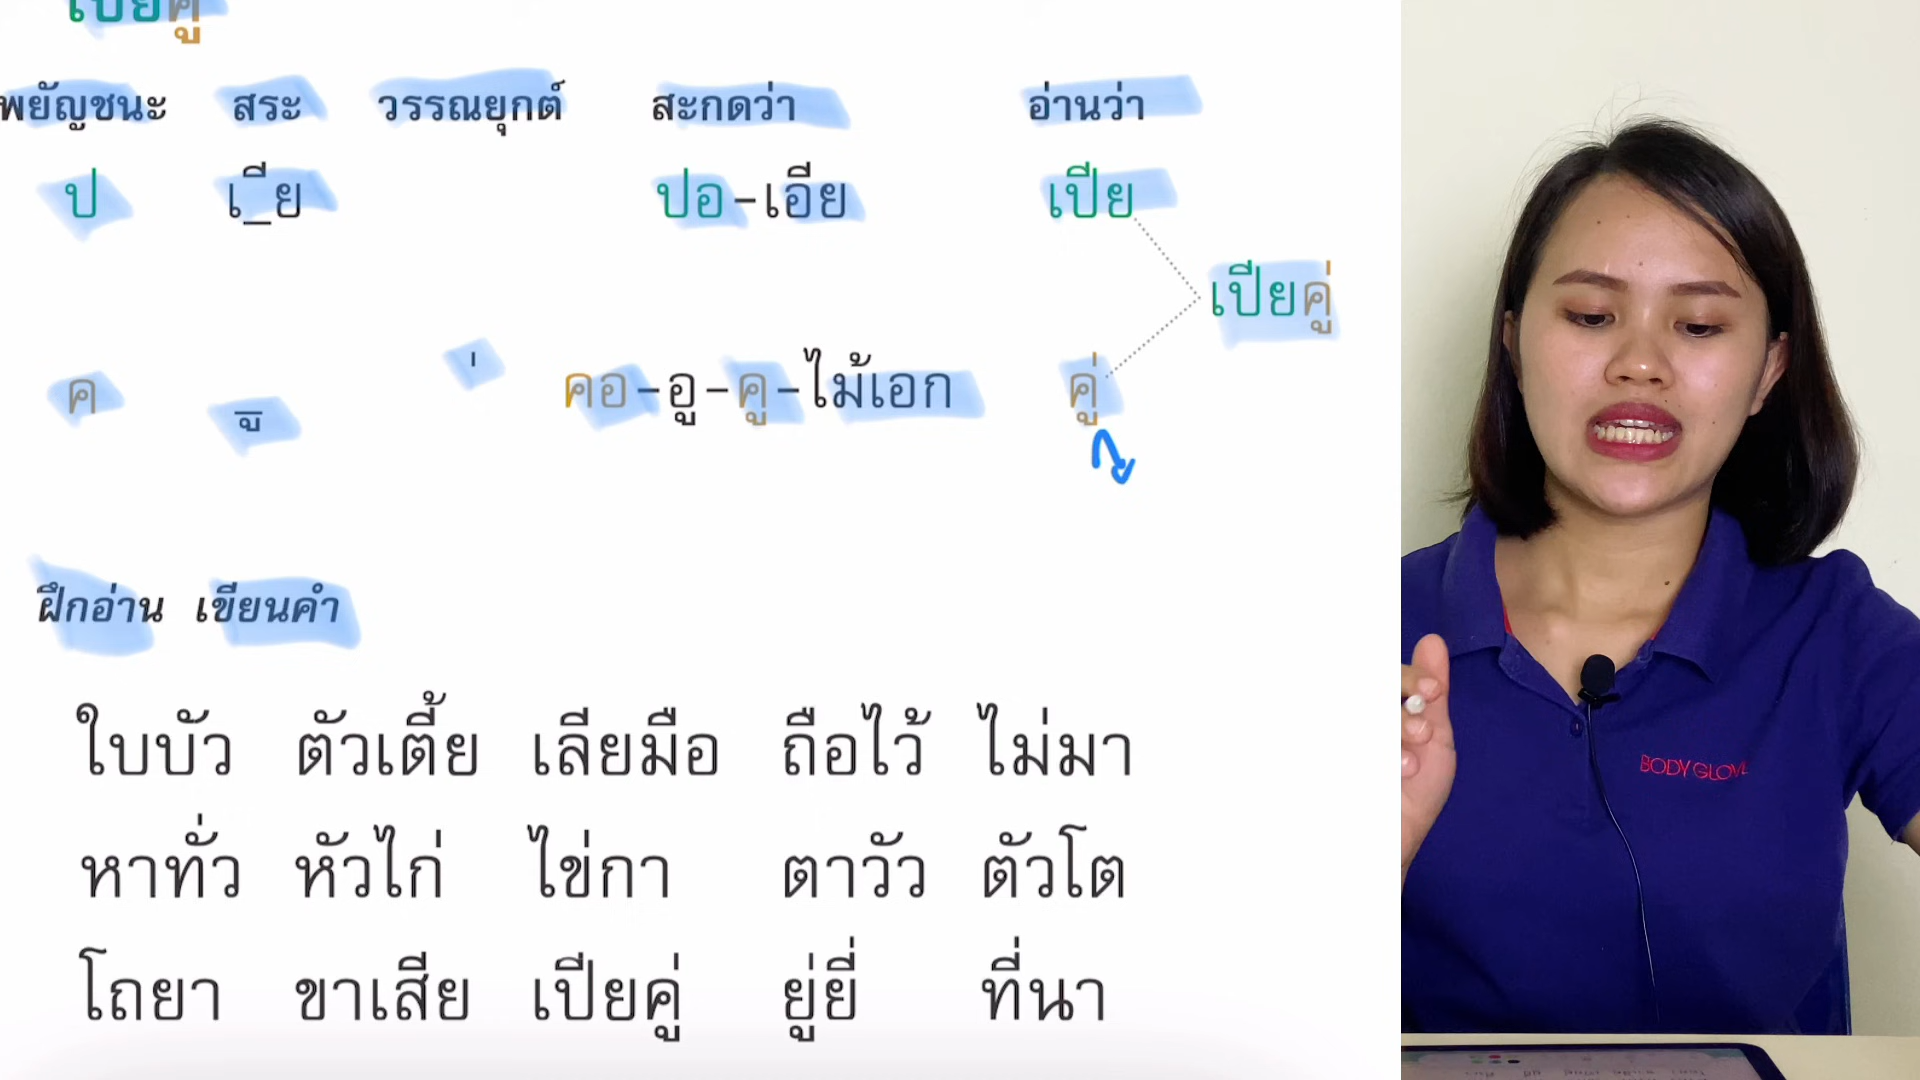 เปียคู่
พยัญชนะ สระ วรรณยุกต์ สะกดว่า อ่านว่า
ป เ_ีย ปอ-เอีย เปีย
เปียคู่
ค _ู ่ คอ-อู-คู-ไม้เอก คู่
ฝึกอ่าน เขียนคำ
ใบบัว ตัวเตี้ย เลียมือ ถือไว้ ไม่มา
หาทั่ว หัวไก่ ไข่กา ตาวัว ตัวโต
โถยา ขาเสีย เปียคู่ ยู่ยี่ ที่นา
BODY GLOVE